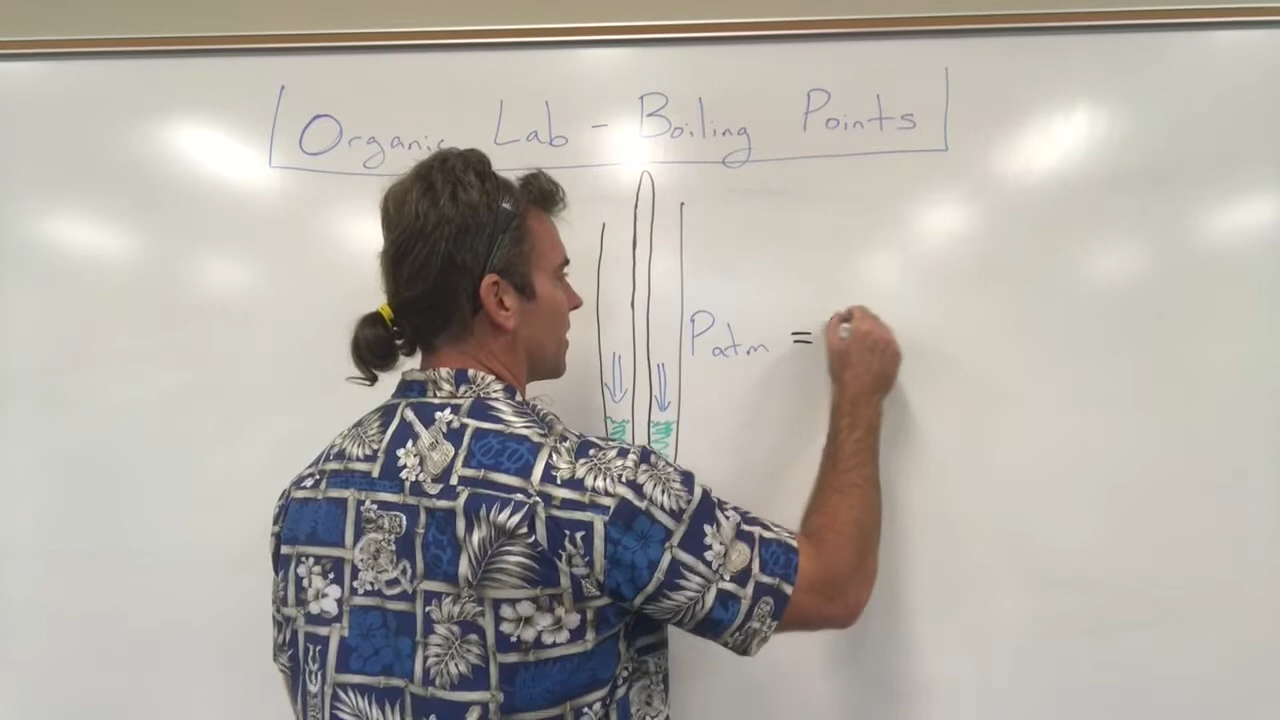 Organic Lab - Boiling Points
Patm =